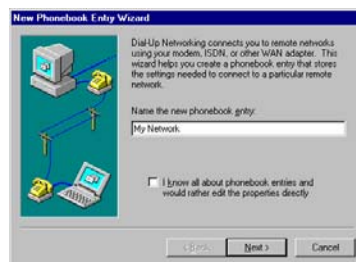 New Phonebook Entry Wizard
Dial-Up Networking connects you to remote networks
using your modem, ISDN, or other WAN adapter. This
wizard helps you create a phonebook entry that stores
the settings needed to connect to a particular remote
network.
Name the new phonebook entry:
My Network
I know all about phonebook entries and
would rather edit the properties directly
< Back
Next >
Cancel